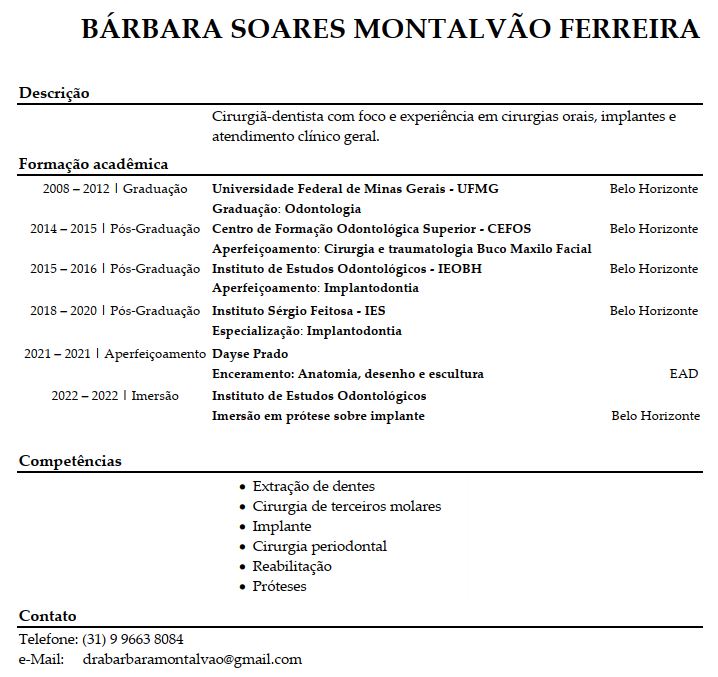 BÁRBARA SOARES MONTALVÃO FERREIRA
Descrição
Cirurgiã-dentista com foco e experiência em cirurgias orais, implantes e
atendimento clínico geral.
Formação acadêmica
2008 – 2012 | Graduação Universidade Federal de Minas Gerais - UFMG Belo Horizonte
Graduação: Odontologia
2014 – 2015 | Pós-Graduação Centro de Formação Odontológica Superior - CEFOS Belo Horizonte
Aperfeiçoamento: Cirurgia e traumatologia Buco Maxilo Facial
2015 – 2016 | Pós-Graduação Instituto de Estudos Odontológicos - IEOBH Belo Horizonte
Aperfeiçoamento: Implantodontia
2018 – 2020 | Pós-Graduação Instituto Sérgio Feitosa - IES Belo Horizonte
Especialização: Implantodontia
2021 – 2021 | Aperfeiçoamento Dayse Prado
Enceramento: Anatomia, desenho e escultura EAD
2022 – 2022 | Imersão Instituto de Estudos Odontológicos
Imersão em prótese sobre implante Belo Horizonte
Competências
• Extração de dentes
• Cirurgia de terceiros molares
• Implante
• Cirurgia periodontal
• Reabilitação
• Próteses
Contato
Telefone: (31) 9 9663 8084
e-Mail: drabarbaramontalvao@gmail.com